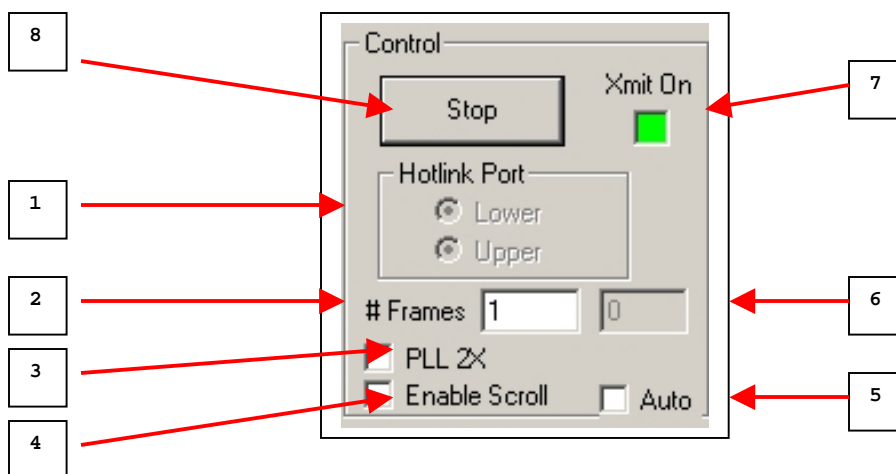 8
Control
Xmit On
7
Stop
Hotlink Port
1
Lower
Upper
2
# Frames 1 0
6
3
PLL 2X
Enable Scroll
Auto
5
4